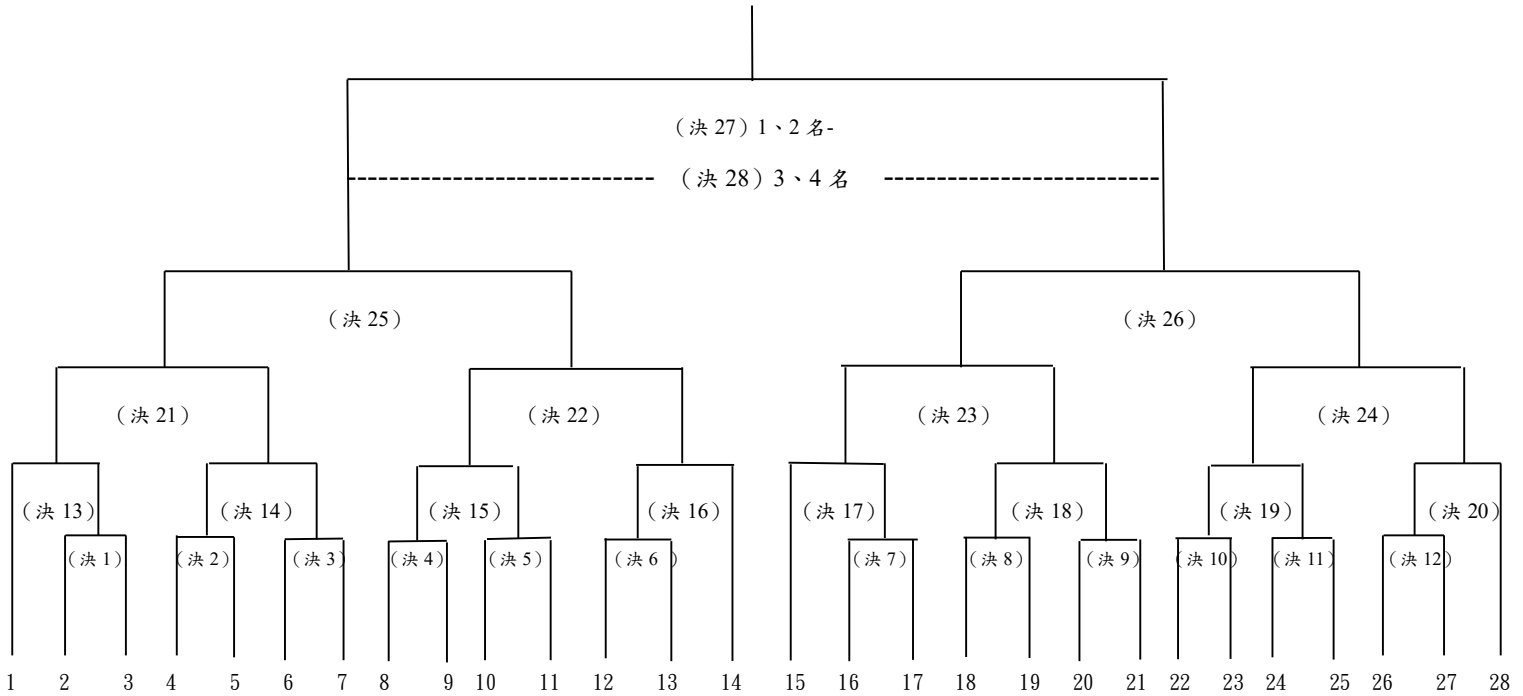 （決 27）1、2 名-
（決 28）3、4 名
（決 25）
（決 26）
（決 21）
（決 22）
（決 23）
（決 24）
（決 13）
（決 14）
（決 15）
（決 16）
（決 17）
（決 18）
（決 19）
（決 20）
（決 1）
（決 2）
（決 3）
（決 4）
（決 5）
（決 6）
（決 7）
（決 8）
（決 9）
（決 10）
（決 11）
（決 12）
1 2 3 4 5 6 7 8 9 10 11 12 13 14 15 16 17 18 19 20 21 22 23 24 25 26 27 28